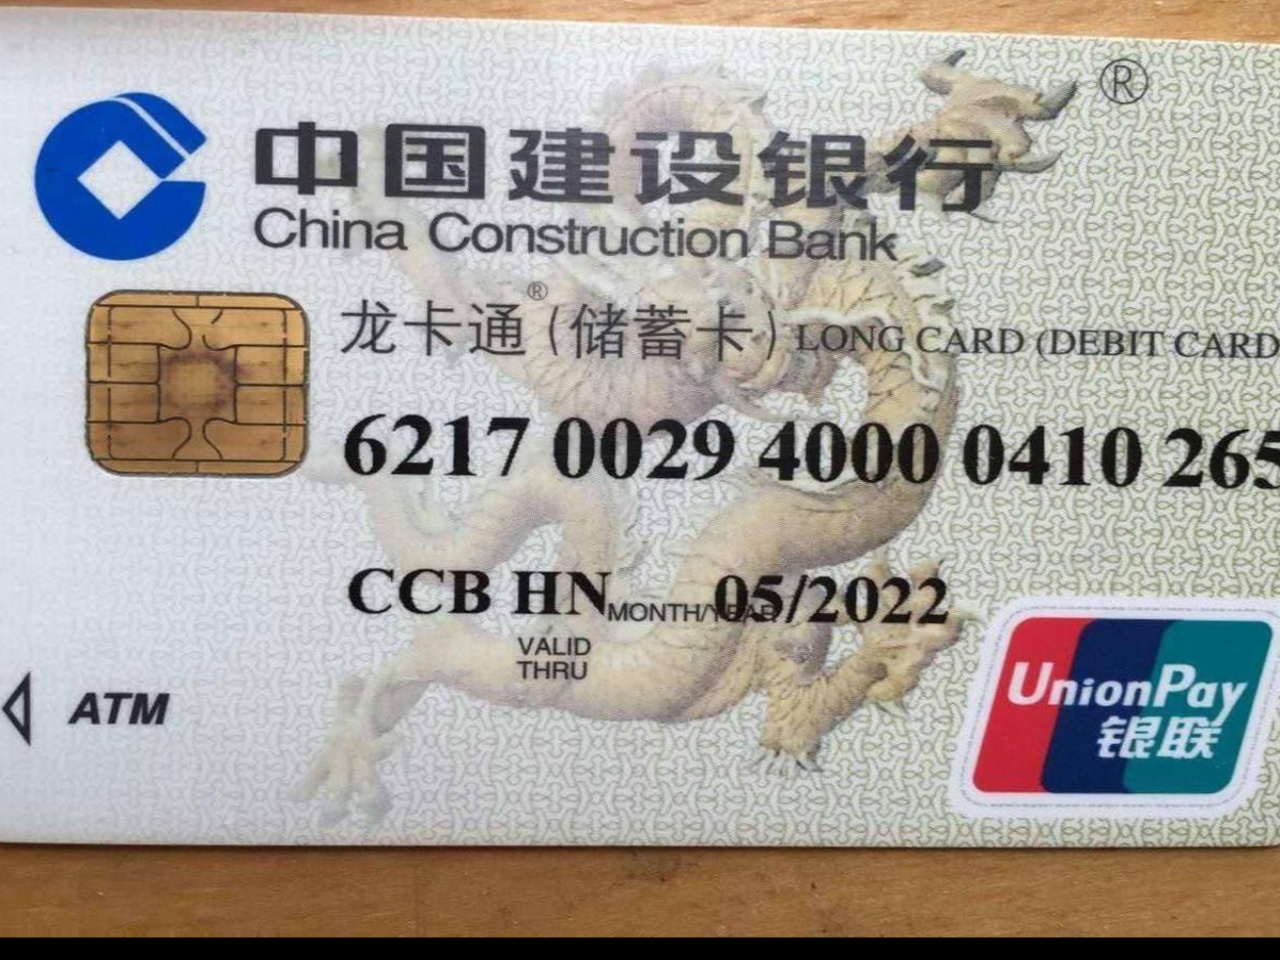 ®
中国建设银行
China Construction Bank
龙卡通®(储蓄卡) LONG CARD (DEBIT CARD
6217 0029 4000 0410 265
CCB HN MONTH/YEAR 05/2022
VALID
THRU
ATM
UnionPay
银联